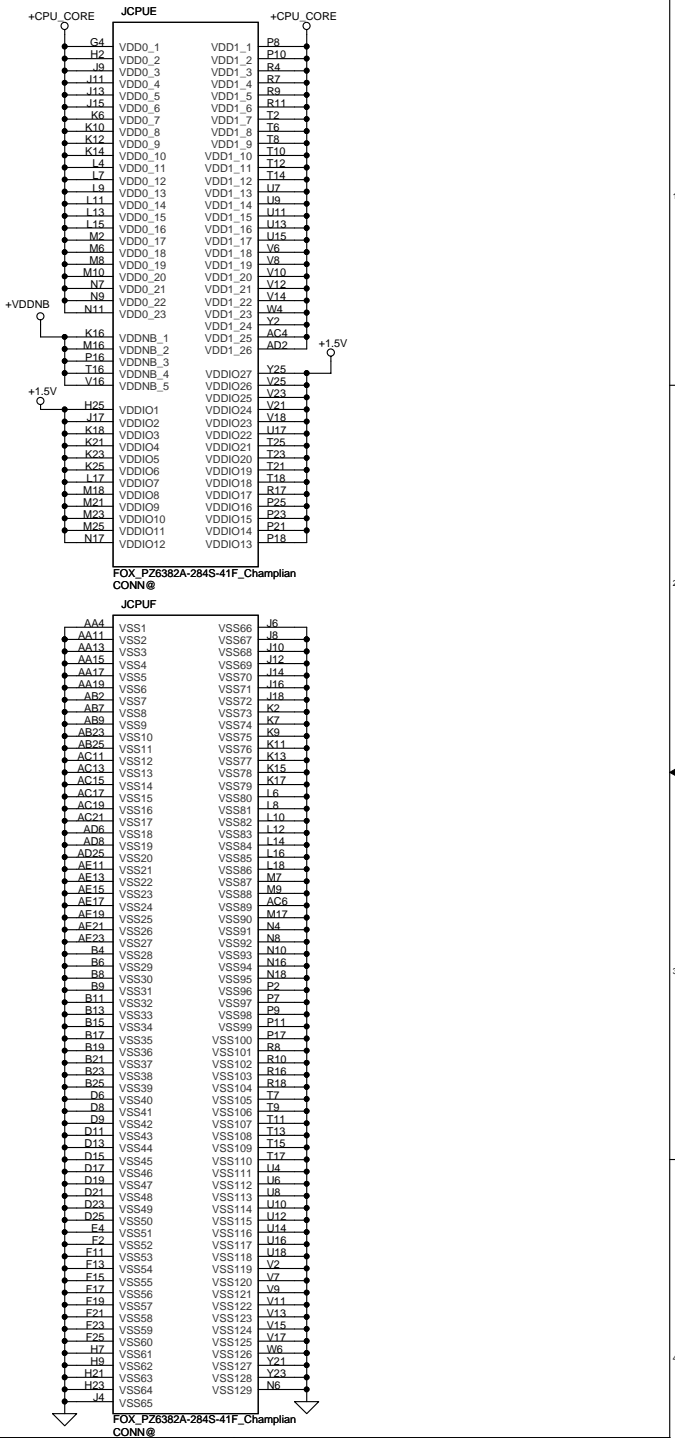 +CPU_CORE JCPUE +CPU_CORE
G4 VDD0_1 VDD1_1 P8
H2 VDD0_2 VDD1_2 P10
J9 VDD0_3 VDD1_3 R4
J11 VDD0_4 VDD1_4 R7
J13 VDD0_5 VDD1_5 R9
J15 VDD0_6 VDD1_6 R11
K6 VDD0_7 VDD1_7 T2
K10 VDD0_8 VDD1_8 T6
K12 VDD0_9 VDD1_9 T8
K14 VDD0_10 VDD1_10 T10
L4 VDD0_11 VDD1_11 T12
L7 VDD0_12 VDD1_12 T14
L9 VDD0_13 VDD1_13 U7
L11 VDD0_14 VDD1_14 U9
L13 VDD0_15 VDD1_15 U11
L15 VDD0_16 VDD1_16 U13
M2 VDD0_17 VDD1_17 U15
M6 VDD0_18 VDD1_18 V6
M8 VDD0_19 VDD1_19 V8
M10 VDD0_20 VDD1_20 V10
N7 VDD0_21 VDD1_21 V12
N9 VDD0_22 VDD1_22 V14
N11 VDD0_23 VDD1_23 W4
+VDDNB
VDD1_24 Y2
K16 VDDNB_1 VDD1_25 AC4
M16 VDDNB_2 VDD1_26 AD2
P16 VDDNB_3
+1.5V
T16 VDDNB_4 VDDIO27 Y25
V16 VDDNB_5 VDDIO26 V25
+1.5V
VDDIO25 V23
H25 VDDIO1 VDDIO24 V21
J17 VDDIO2 VDDIO23 V18
K18 VDDIO3 VDDIO22 U17
K21 VDDIO4 VDDIO21 T25
K23 VDDIO5 VDDIO20 T23
K25 VDDIO6 VDDIO19 T21
L17 VDDIO7 VDDIO18 T18
M18 VDDIO8 VDDIO17 R17
M21 VDDIO9 VDDIO16 P25
M23 VDDIO10 VDDIO15 P23
M25 VDDIO11 VDDIO14 P21
N17 VDDIO12 VDDIO13 P18
FOX_PZ6382A-284S-41F_Champlian
CONN@
JCPUF
AA4 VSS1 VSS66 J6
AA11 VSS2 VSS67 J8
AA13 VSS3 VSS68 J10
AA15 VSS4 VSS69 J12
AA17 VSS5 VSS70 J14
AA19 VSS6 VSS71 J16
AB2 VSS7 VSS72 J18
AB7 VSS8 VSS73 K2
AB9 VSS9 VSS74 K7
AB23 VSS10 VSS75 K9
AB25 VSS11 VSS76 K11
AC11 VSS12 VSS77 K13
AC13 VSS13 VSS78 K15
AC15 VSS14 VSS79 K17
AC17 VSS15 VSS80 L6
AC19 VSS16 VSS81 L8
AC21 VSS17 VSS82 L10
AD6 VSS18 VSS83 L12
AD8 VSS19 VSS84 L14
AD25 VSS20 VSS85 L16
AE11 VSS21 VSS86 L18
AE13 VSS22 VSS87 M7
AE15 VSS23 VSS88 M9
AE17 VSS24 VSS89 AC6
AE19 VSS25 VSS90 M17
AE21 VSS26 VSS91 N4
AE23 VSS27 VSS92 N8
B4 VSS28 VSS93 N10
B6 VSS29 VSS94 N16
B8 VSS30 VSS95 N18
B9 VSS31 VSS96 P2
B11 VSS32 VSS97 P7
B13 VSS33 VSS98 P9
B15 VSS34 VSS99 P11
B17 VSS35 VSS100 P17
B19 VSS36 VSS101 R8
B21 VSS37 VSS102 R10
B23 VSS38 VSS103 R16
B25 VSS39 VSS104 R18
D6 VSS40 VSS105 T7
D8 VSS41 VSS106 T9
D9 VSS42 VSS107 T11
D11 VSS43 VSS108 T13
D13 VSS44 VSS109 T15
D15 VSS45 VSS110 T17
D17 VSS46 VSS111 U4
D19 VSS47 VSS112 U6
D21 VSS48 VSS113 U8
D23 VSS49 VSS114 U10
D25 VSS50 VSS115 U12
E4 VSS51 VSS116 U14
F2 VSS52 VSS117 U16
F11 VSS53 VSS118 U18
F13 VSS54 VSS119 V2
F15 VSS55 VSS120 V7
F17 VSS56 VSS121 V9
F19 VSS57 VSS122 V11
F21 VSS58 VSS123 V13
F23 VSS59 VSS124 V15
F25 VSS60 VSS125 V17
H7 VSS61 VSS126 W6
H9 VSS62 VSS127 Y21
H21 VSS63 VSS128 Y23
H23 VSS64 VSS129 N6
J4 VSS65
FOX_PZ6382A-284S-41F_Champlian
CONN@
1
2
3
4